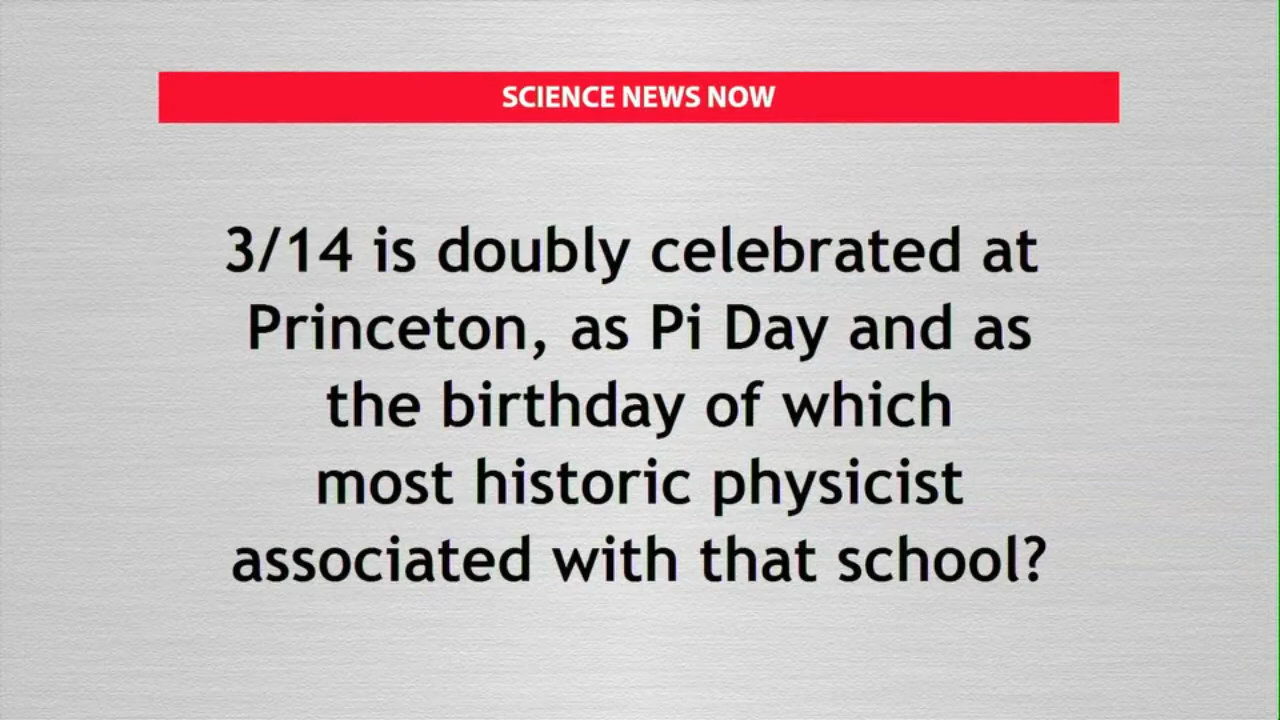 SCIENCE NEWS NOW
3/14 is doubly celebrated at
Princeton, as Pi Day and as
the birthday of which
most historic physicist
associated with that school?